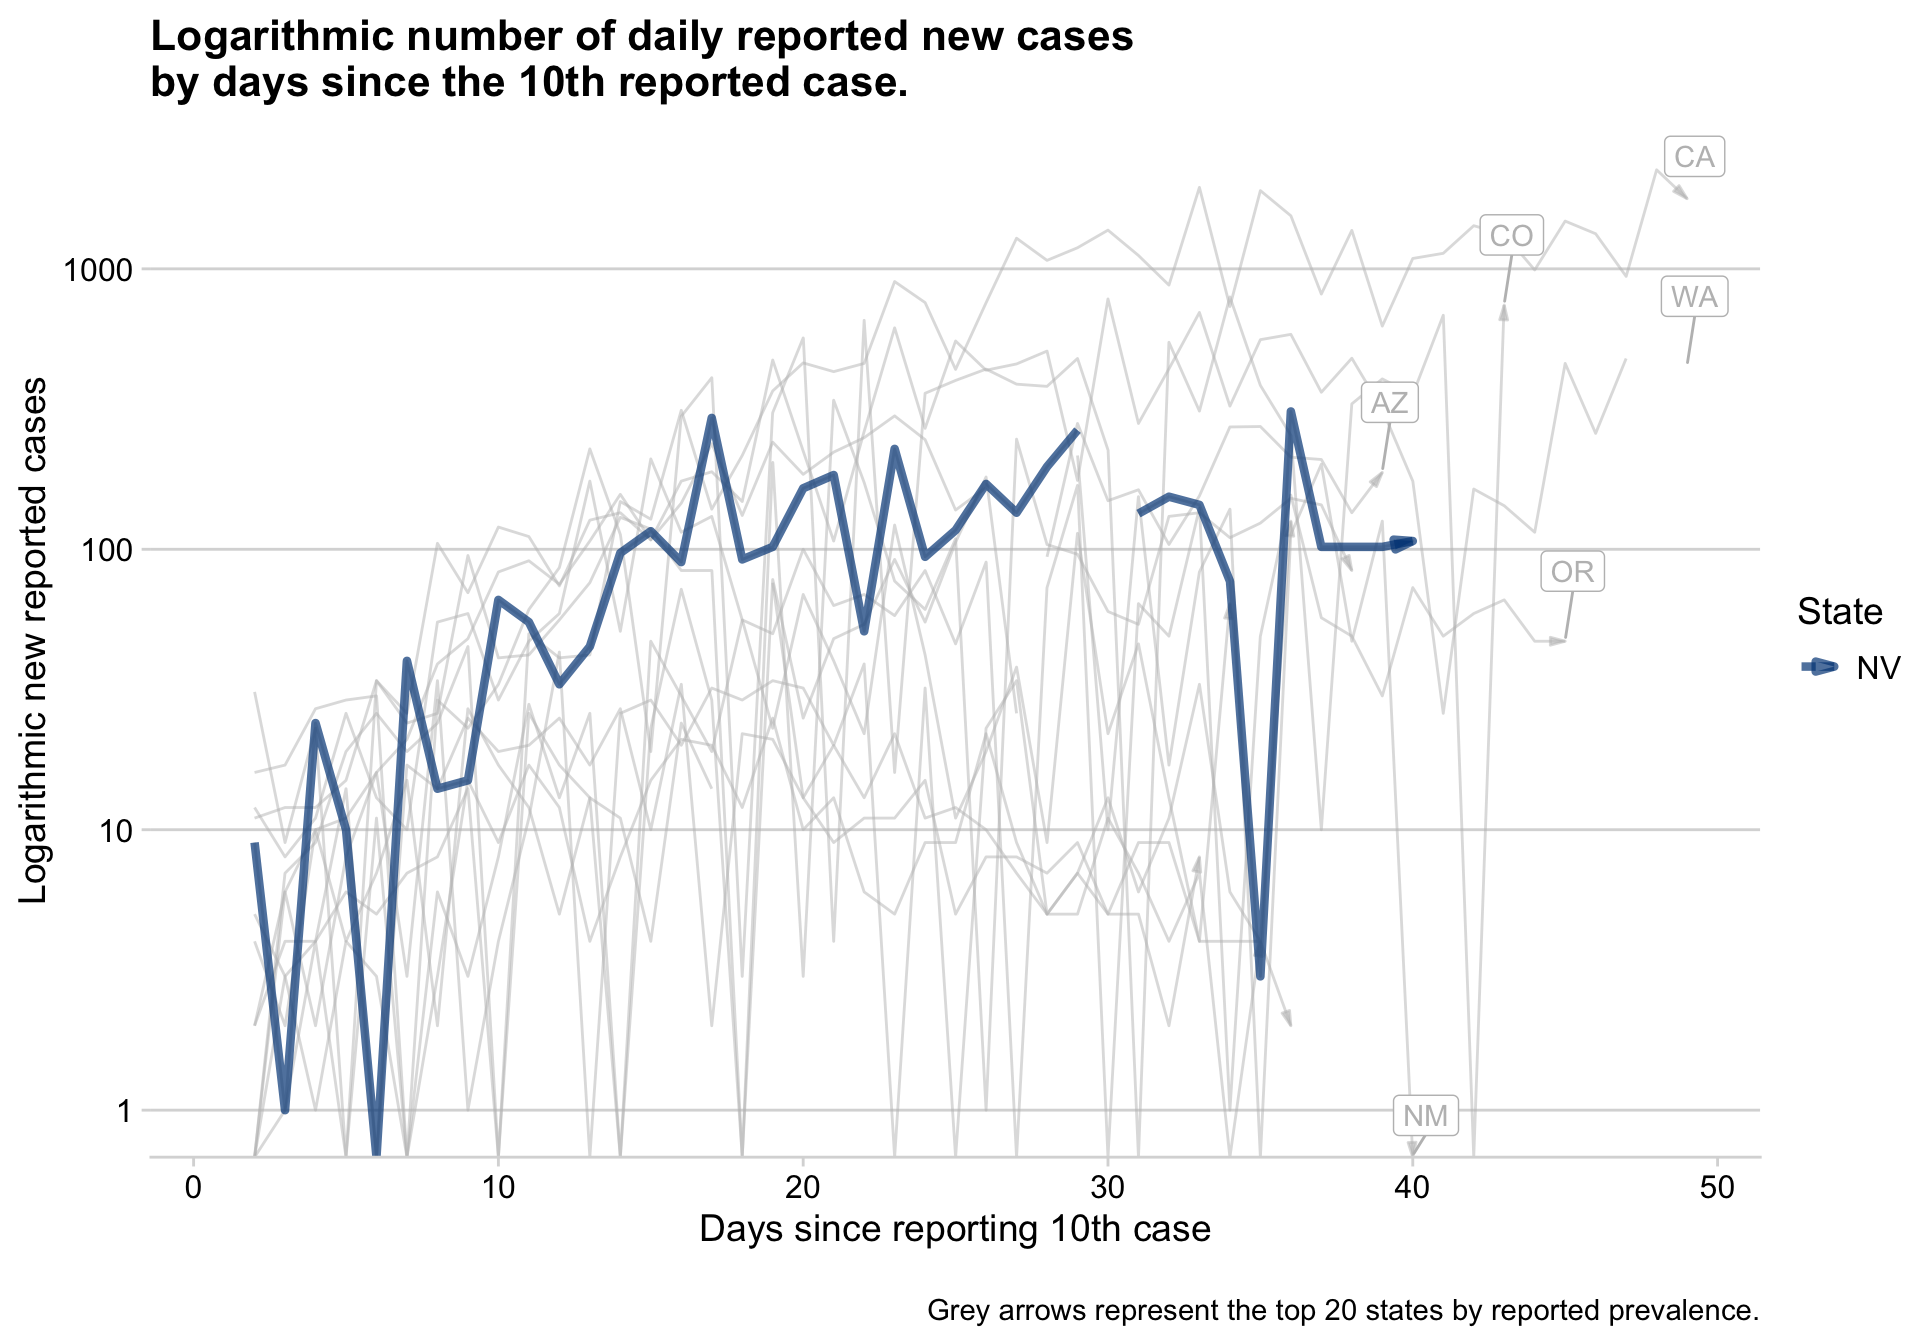 Logarithmic number of daily reported new cases
by days since the 10th reported case.
CA
CO
WA
AZ
OR
NM
1000
100
10
1
Logarithmic new reported cases
0 10 20 30 40 50
Days since reporting 10th case
State
NV
Grey arrows represent the top 20 states by reported prevalence.